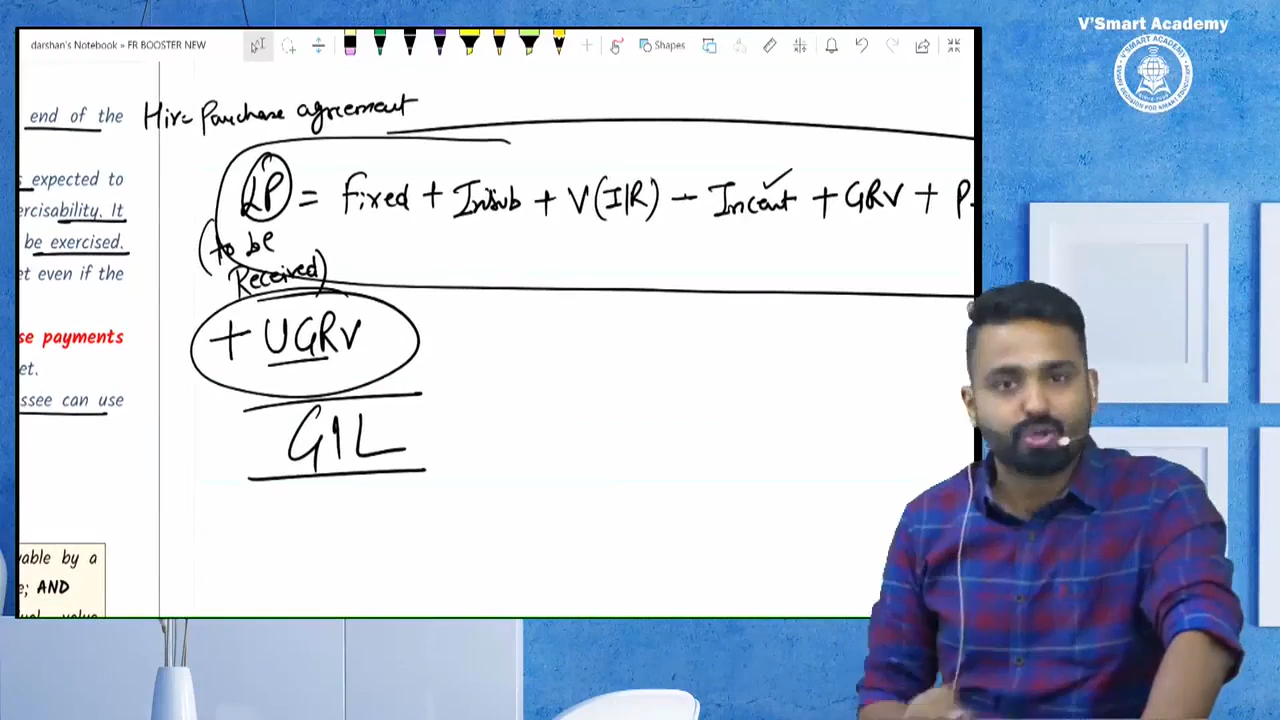 V'Smart Academy
darshan's Notebook » FR BOOSTER NEW
Shapes
end of the
Hire Purchase agreement
expected to
ercisability. It
be exercised.
et even if the
se payments
et.
ssee can use
LP = fixed + Insub + V(I/R) - Incent + GRV + P
(to be
Received)
+ UGRV
GIL
vable by a
e; AND